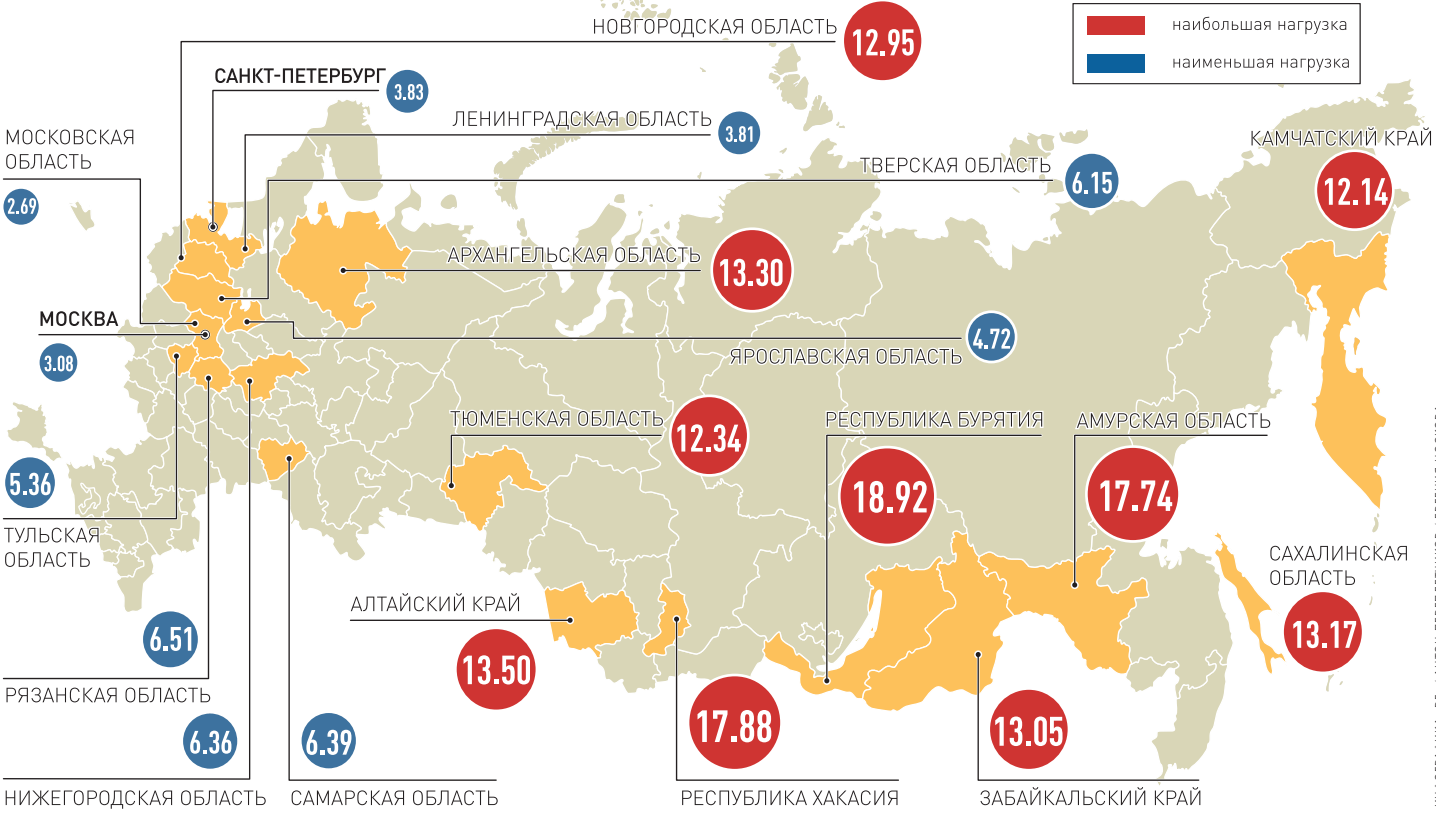 НОВГОРОДСКАЯ ОБЛАСТЬ
12.95
наибольшая нагрузка
наименьшая нагрузка
САНКТ-ПЕТЕРБУРГ
3.83
ЛЕНИНГРАДСКАЯ ОБЛАСТЬ
3.81
МОСКОВСКАЯ
ОБЛАСТЬ
2.69
ТВЕРСКАЯ ОБЛАСТЬ
6.15
КАМЧАТСКИЙ КРАЙ
12.14
АРХАНГЕЛЬСКАЯ ОБЛАСТЬ
13.30
МОСКВА
3.08
ЯРОСЛАВСКАЯ ОБЛАСТЬ
4.72
ТЮМЕНСКАЯ ОБЛАСТЬ
12.34
РЕСПУБЛИКА БУРЯТИЯ
18.92
АМУРСКАЯ ОБЛАСТЬ
17.74
5.36
ТУЛЬСКАЯ
ОБЛАСТЬ
САХАЛИНСКАЯ
ОБЛАСТЬ
13.17
АЛТАЙСКИЙ КРАЙ
13.50
6.51
РЯЗАНСКАЯ ОБЛАСТЬ
6.36
НИЖЕГОРОДСКАЯ ОБЛАСТЬ
6.39
САМАРСКАЯ ОБЛАСТЬ
17.88
РЕСПУБЛИКА ХАКАСИЯ
13.05
ЗАБАЙКАЛЬСКИЙ КРАЙ